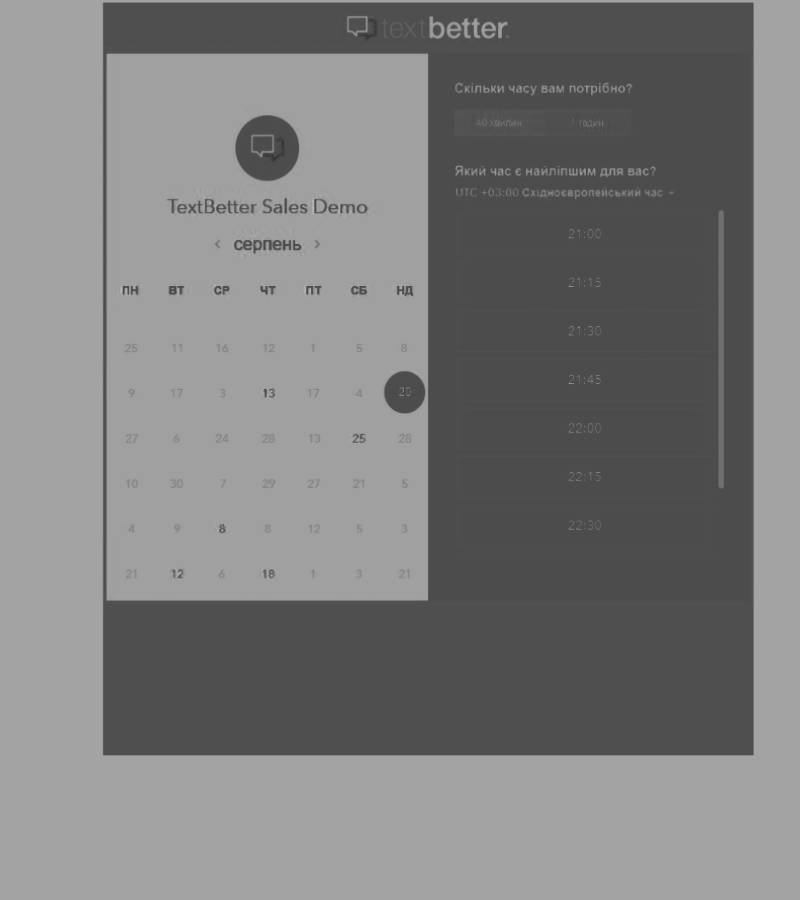 textbetter.
TextBetter Sales Demo
‹ серпень ›
ПН ВТ СР ЧТ ПТ СБ НД
25 11 16 12 1 5 8
9 17 3 13 17 4 20
27 6 24 28 13 25 28
10 30 7 29 27 21 5
4 9 8 8 12 5 3
21 12 6 18 1 3 21
Скільки часу вам потрібно?
40 хвилин 1 годин
Який час є найліпшим для вас?
UTC +03:00 Східноєвропейський час
21:00
21:15
21:30
21:45
22:00
22:15
22:30